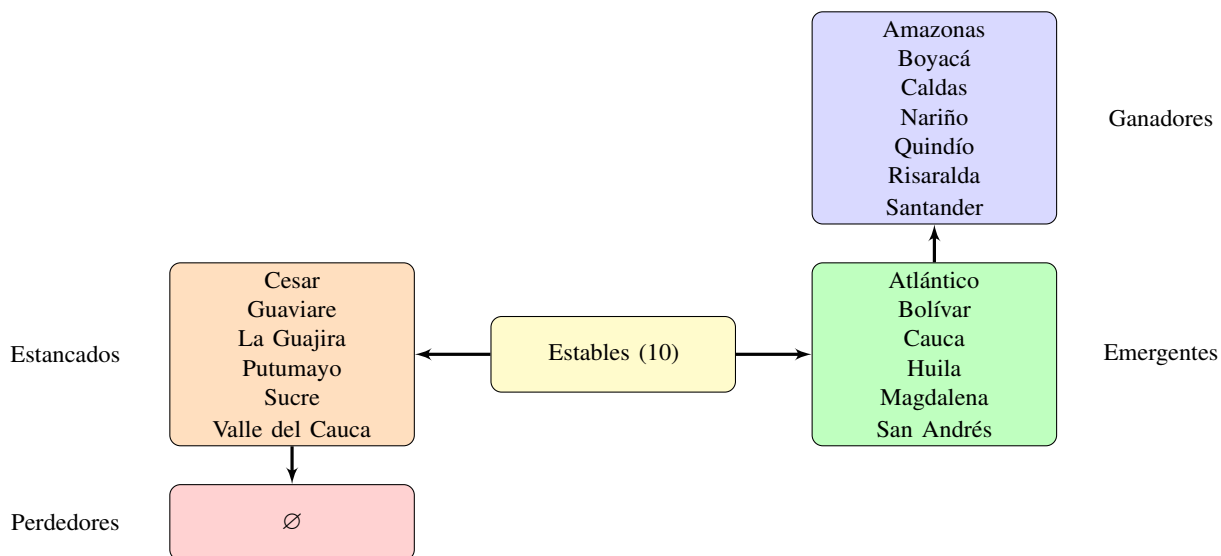 Amazonas
Boyacá
Caldas
Nariño
Quindío
Risaralda
Santander
Ganadores
Estancados
Cesar
Guaviare
La Guajira
Putumayo
Sucre
Valle del Cauca
Estables (10)
Atlántico
Bolívar
Cauca
Huila
Magdalena
San Andrés
Emergentes
Perdedores
∅